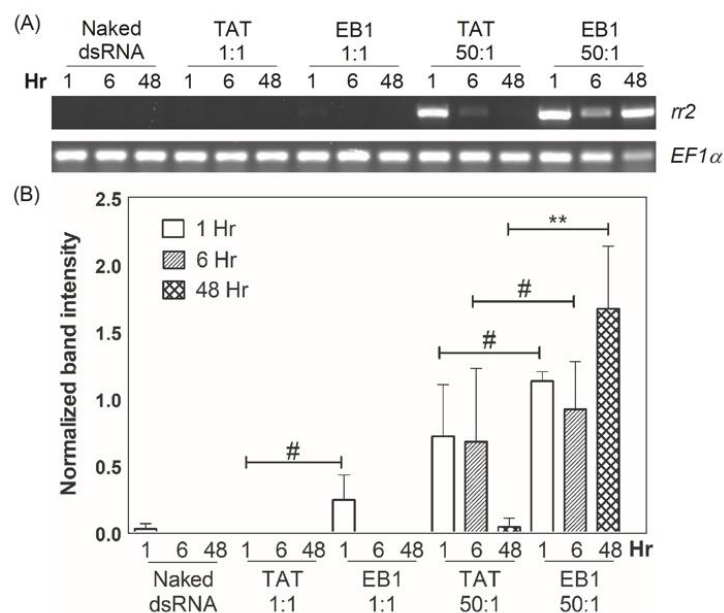 (A)
Naked TAT EB1 TAT EB1
dsRNA 1:1 1:1 50:1 50:1
Hr 1 6 48 1 6 48 1 6 48 1 6 48 1 6 48
rr2
EF1α
(B)
2.5
2.0
1.5
1.0
0.5
0.0
Normalized band intensity
1 Hr
6 Hr
48 Hr
**
#
#
#
1 6 48 1 6 48 1 6 48 1 6 48 1 6 48 Hr
Naked TAT EB1 TAT EB1
dsRNA 1:1 1:1 50:1 50:1